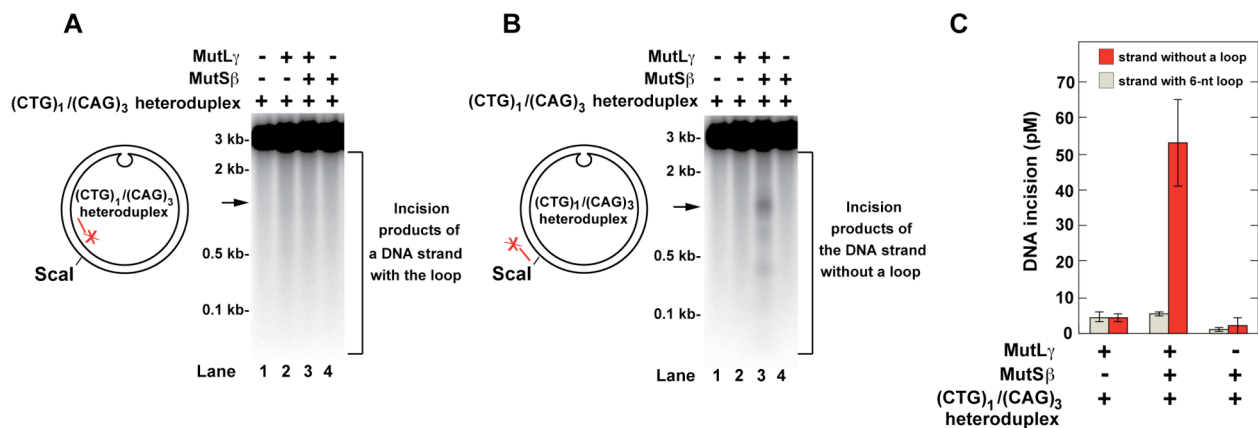 A
MutLγ - + + -
MutSβ - - + +
(CTG)1/(CAG)3 heteroduplex + + + +
3 kb-
2 kb-
(CTG)1/(CAG)3
heteroduplex
0.5 kb-
ScaI
0.1 kb-
Lane 1 2 3 4
Incision
products of
a DNA strand
with the loop
B
MutLγ - + + -
MutSβ - - + +
(CTG)1/(CAG)3 heteroduplex + + + +
3 kb-
2 kb-
(CTG)1/(CAG)3
heteroduplex
0.5 kb-
ScaI
0.1 kb-
Lane 1 2 3 4
Incision
products of
the DNA strand
without a loop
C
strand without a loop
strand with 6-nt loop
DNA incision (pM)
70
60
50
40
30
20
10
0
MutLγ + + -
MutSβ - + +
(CTG)1/(CAG)3 + + +
heteroduplex